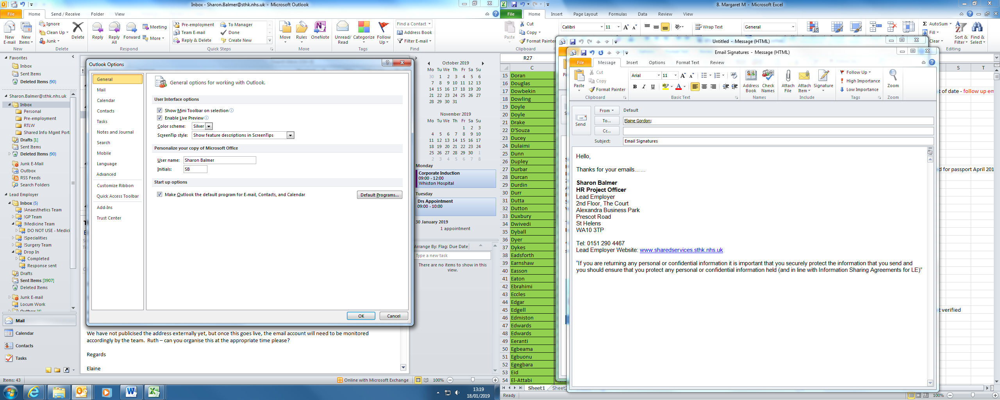 Inbox - Sharon.Balmer@sthk.nhs.uk - Microsoft Outlook
File Home Send / Receive Folder View
New E-mail
New Items
Ignore
Clean Up
Junk
Delete
Reply
Reply All
Forward
Meeting
More
Pre-employment
Team E-mail
Reply & Delete
To Manager
Done
Create New
Move
Rules
OneNote
Unread/ Read
Categorize
Follow Up
Find a Contact
Address Book
Filter E-mail
New Delete Respond Quick Steps Move Tags Find
Favorites
Inbox
Sent Items
Deleted Items (90)
Sharon.Balmer@sthk.nhs.uk
Inbox
Personal
Pre-employment
RTLW
Shared Info Mgmt Port
Drafts [1]
Sent Items
Deleted Items (90)
Junk E-Mail
Outbox
RSS Feeds
Search Folders
Lead Employer
Inbox (5)
!Anaesthetics Team
!GP Team
!Medicine Team
DO NOT USE - Medici
!Specialities
!Surgery Team
Drop In
Completed
Response sent
Drafts
Sent Items [3907]
Deleted Items
Junk E-mail
Locum Work
Outbox [4]
Mail
Calendar
Contacts
Tasks
Items: 43
Outlook Options
General
Mail
Calendar
Contacts
Tasks
Notes and Journal
Search
Mobile
Language
Advanced
Customize Ribbon
Quick Access Toolbar
Add-Ins
Trust Center
General options for working with Outlook.
User Interface options
Show Mini Toolbar on selection
Enable Live Preview
Color scheme: Silver
ScreenTip style: Show feature descriptions in ScreenTips
Personalize your copy of Microsoft Office
User name: Sharon Balmer
Initials: SB
Start up options
Make Outlook the default program for E-mail, Contacts, and Calendar
Default Programs...
OK Cancel
We have not publicised the address externally yet, but once this goes live, the email account will need to be monitored
accordingly by the team. Ruth – can you organise this at the appropriate time please?
Regards
Elaine
October 2019
Mo Tu We Th Fr Sa Su
30 1 2 3 4 5 6
7 8 9 10 11 12 13
14 15 16 17 18 19 20
21 22 23 24 25 26 27
28 29 30 31
November 2019
Mo Tu We Th Fr Sa Su
1 2 3
4 5 6 7 8 9 10
11 12 13 14 15 16 17
18 19 20 21 22 23 24
25 26 27 28 29 30 1
2 3 4 5 6 7 8
Monday
Corporate Induction
09:00 - 12:00
Whiston Hospital
Tuesday
Drs Appointment
09:00 - 10:00
30 January 2019
1 appointment
Arrange By: Flag: Due Date
Type a new task
There are no items to show in this
view.
Online with Microsoft Exchange 100%
13:19
18/01/2019
8. Margaret M - Microsoft Excel
File Home Insert Page Layout Formulas Data Review View
Paste
Cut
Copy
Format Painter
Clipboard
Calibri 11
Wrap Text
General
AutoSum
Fill
Clear
Sort & Filter
Find & Select
Editing
R27
C S T
15 Doran
16 Douglas
17 Dowbekin
18 Dowling
19 Doyle
20 Doyle
21 Drake
22 D'Souza
23 Ducey
24 Dulaimi
25 Dunn
26 Dupley
27 Durbar
28 Durcan
29 Durdin
30 Durr
31 Dutta
32 Dutton
33 Duxbury
34 Dwivedi
35 Dyball
36 Dyer
37 Dykes
38 Eadsforth
39 Earnshaw
40 Easson
41 Eaton
42 Ebrahimi
43 Eccles
44 Edgar
45 Edgell
46 Edmiston
47 Edwards
48 Edwards
49 Eeranti
50 Egbeama
51 Egbuonu
52 Egegbara
53 Eid
54 El-Attabi
t of date - follow up em
d for passport April 201
t verified
Sheet1 Sheet2
Ready 100%
Untitled - Message (HTML)
Email Signatures - Message (HTML)
File Message Insert Options Format Text Review
Paste
Cut
Copy
Format Painter
Clipboard
Arial 11
B I U
Basic Text
Address Book
Check Names
Names
Attach File
Attach Item
Signature
Include
Follow Up
High Importance
Low Importance
Tags
Zoom
Zoom
Send
From Default
To... Elaine Gordon;
Cc...
Subject: Email Signatures
Hello,
Thanks for your emails……
Sharon Balmer
HR Project Officer
Lead Employer
2nd Floor, The Court
Alexandra Business Park
Prescot Road
St Helens
WA10 3TP
Tel: 0151 290 4467
Lead Employer Website: www.sharedservices.sthk.nhs.uk
“If you are returning any personal or confidential information it is important that you securely protect the information that you send and
you should ensure that you protect any personal or confidential information held (and in line with Information Sharing Agreements for LE)”